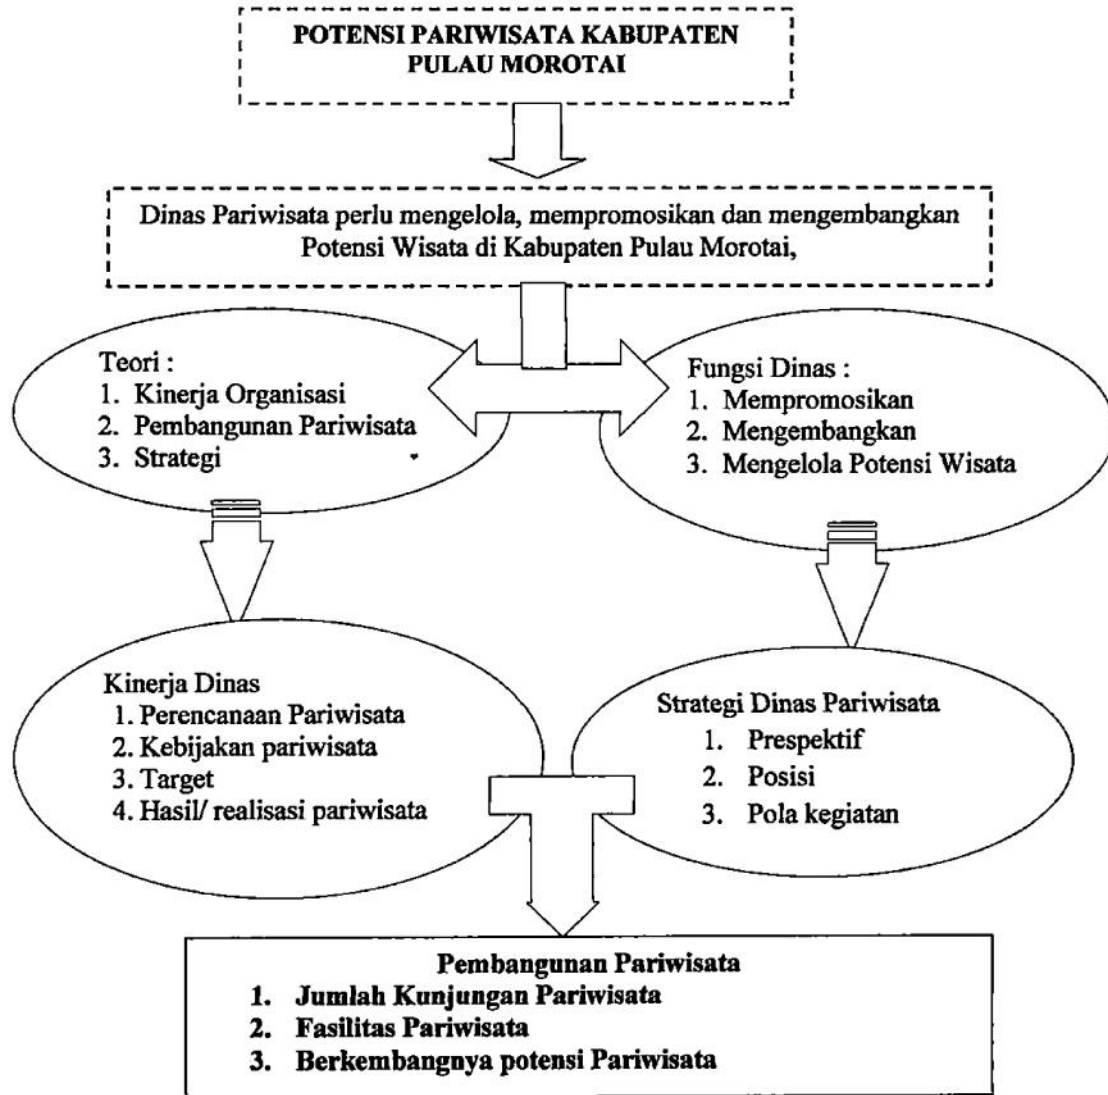 POTENSI PARIWISATA KABUPATEN
PULAU MOROTAI
Dinas Pariwisata perlu mengelola, mempromosikan dan mengembangkan
Potensi Wisata di Kabupaten Pulau Morotai,
Teori :
1. Kinerja Organisasi
2. Pembangunan Pariwisata
3. Strategi
Fungsi Dinas :
1. Mempromosikan
2. Mengembangkan
3. Mengelola Potensi Wisata
Kinerja Dinas
1. Perencanaan Pariwisata
2. Kebijakan pariwisata
3. Target
4. Hasil/ realisasi pariwisata
Strategi Dinas Pariwisata
1. Prespektif
2. Posisi
3. Pola kegiatan
Pembangunan Pariwisata
1. Jumlah Kunjungan Pariwisata
2. Fasilitas Pariwisata
3. Berkembangnya potensi Pariwisata